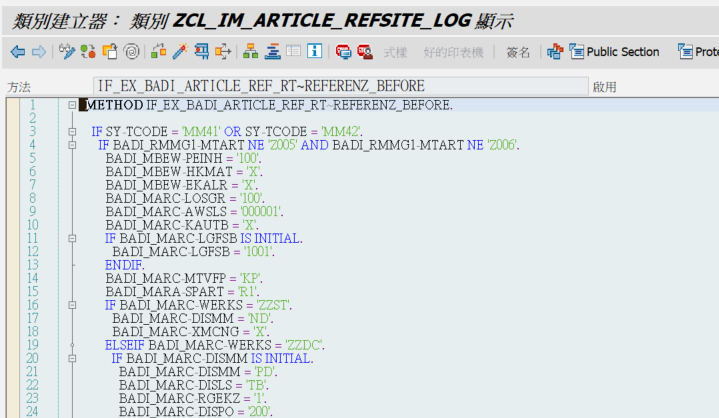 類別建立器： 類別 ZCL_IM_ARTICLE_REFSITE_LOG 顯示
式樣 好的印表機 簽名 Public Section Prote
方法 IF_EX_BADI_ARTICLE_REF_RT~REFERENZ_BEFORE 啟用
1 METHOD IF_EX_BADI_ARTICLE_REF_RT~REFERENZ_BEFORE.
2
3 IF SY-TCODE = 'MM41' OR SY-TCODE = 'MM42'.
4 IF BADI_RMMG1-MTART NE 'Z005' AND BADI_RMMG1-MTART NE 'Z006'.
5 BADI_MBEW-PEINH = '100'.
6 BADI_MBEW-HKMAT = 'X'.
7 BADI_MBEW-EKALR = 'X'.
8 BADI_MARC-LOSGR = '100'.
9 BADI_MARC-AWSLS = '000001'.
10 BADI_MARC-KAUTB = 'X'.
11 IF BADI_MARC-LGFSB IS INITIAL.
12 BADI_MARC-LGFSB = '1001'.
13 ENDIF.
14 BADI_MARC-MTVFP = 'KP'.
15 BADI_MARA-SPART = 'R1'.
16 IF BADI_MARC-WERKS = 'ZZST'.
17 BADI_MARC-DISMM = 'ND'.
18 BADI_MARC-XMCNG = 'X'.
19 ELSEIF BADI_MARC-WERKS = 'ZZDC'.
20 IF BADI_MARC-DISMM IS INITIAL.
21 BADI_MARC-DISMM = 'PD'.
22 BADI_MARC-DISLS = 'TB'.
23 BADI_MARC-RGEKZ = '1'.
24 BADI_MARC-DISPO = '200'.